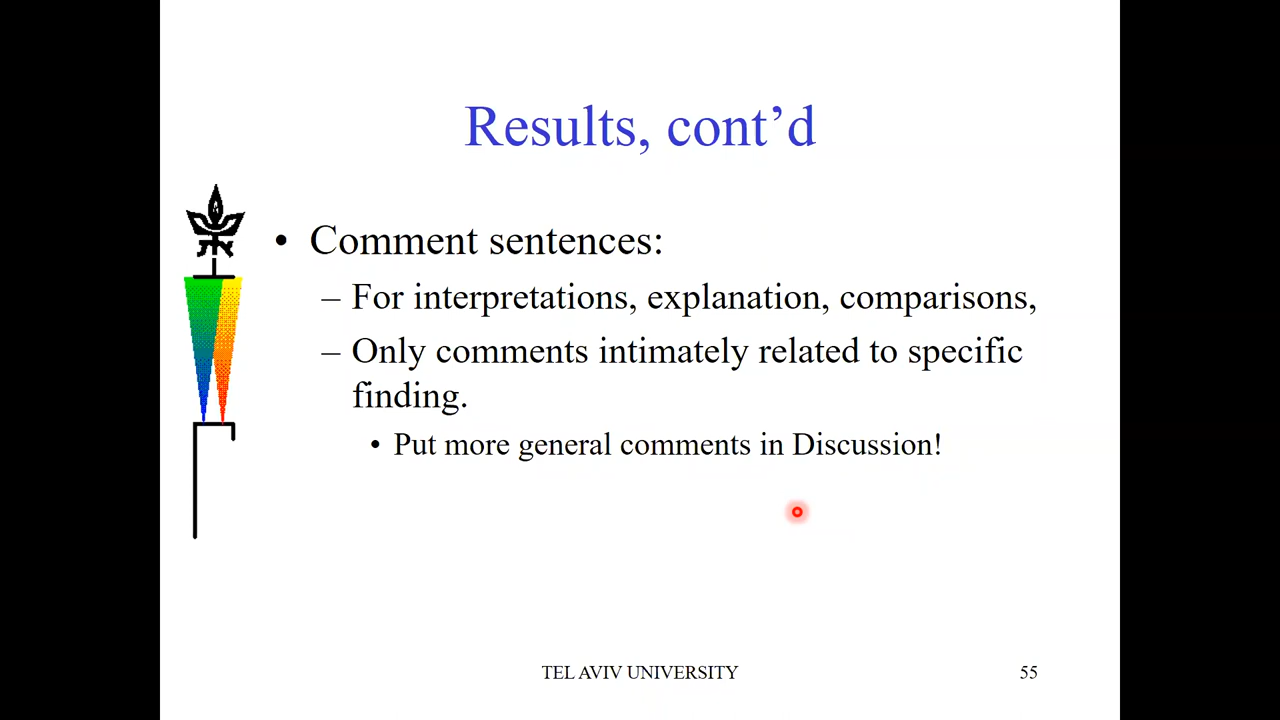 Results, cont’d
• Comment sentences:
– For interpretations, explanation, comparisons,
– Only comments intimately related to specific
finding.
• Put more general comments in Discussion!
TEL AVIV UNIVERSITY
55